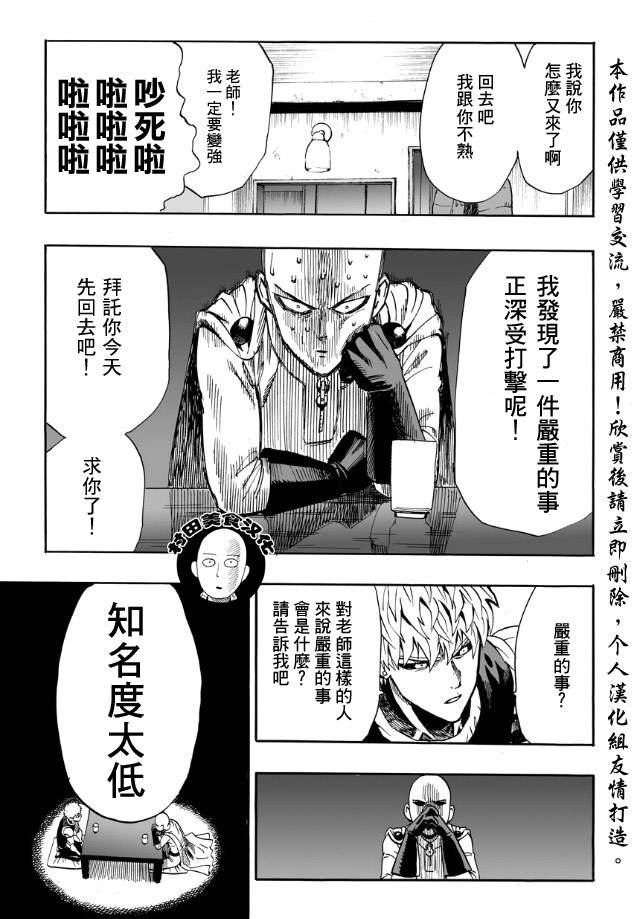 我說你
怎麼又來了啊
回去吧
我跟你不熟
老師！
我一定要變強
吵死啦
啦啦啦
啦啦啦
我發現了一件嚴重的事
正深受打擊呢！
拜託你今天
先回去吧！
求你了！
嚴重的事？
對老師這樣的人
來說嚴重的事
會是什麼？
請告訴我吧
知名度太低
村田美食汉化
本作品僅供學習交流，嚴禁商用！欣賞後請立即刪除，个人漢化組友情打造。